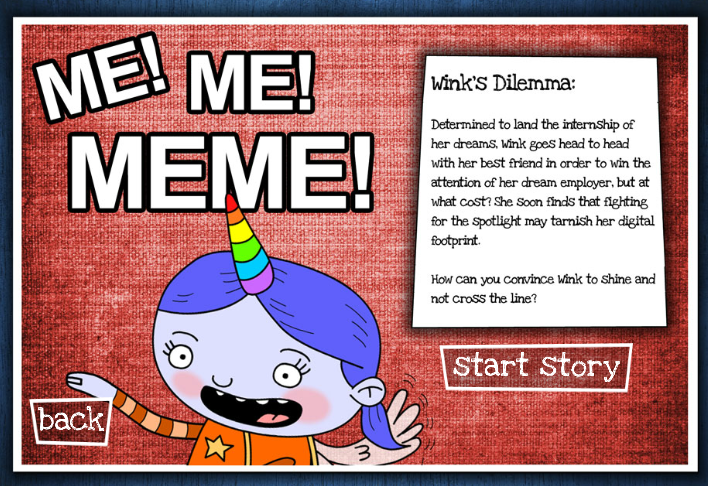 ME! ME!
MEME!
Wink's Dilemma:
Determined to land the internship of
her dreams, Wink goes head to head
with her best friend in order to win the
attention of her dream employer, but at
what cost? She soon finds that fighting
for the spotlight may tarnish her digital
footprint.
How can you convince Wink to shine and
not cross the line?
start story
back